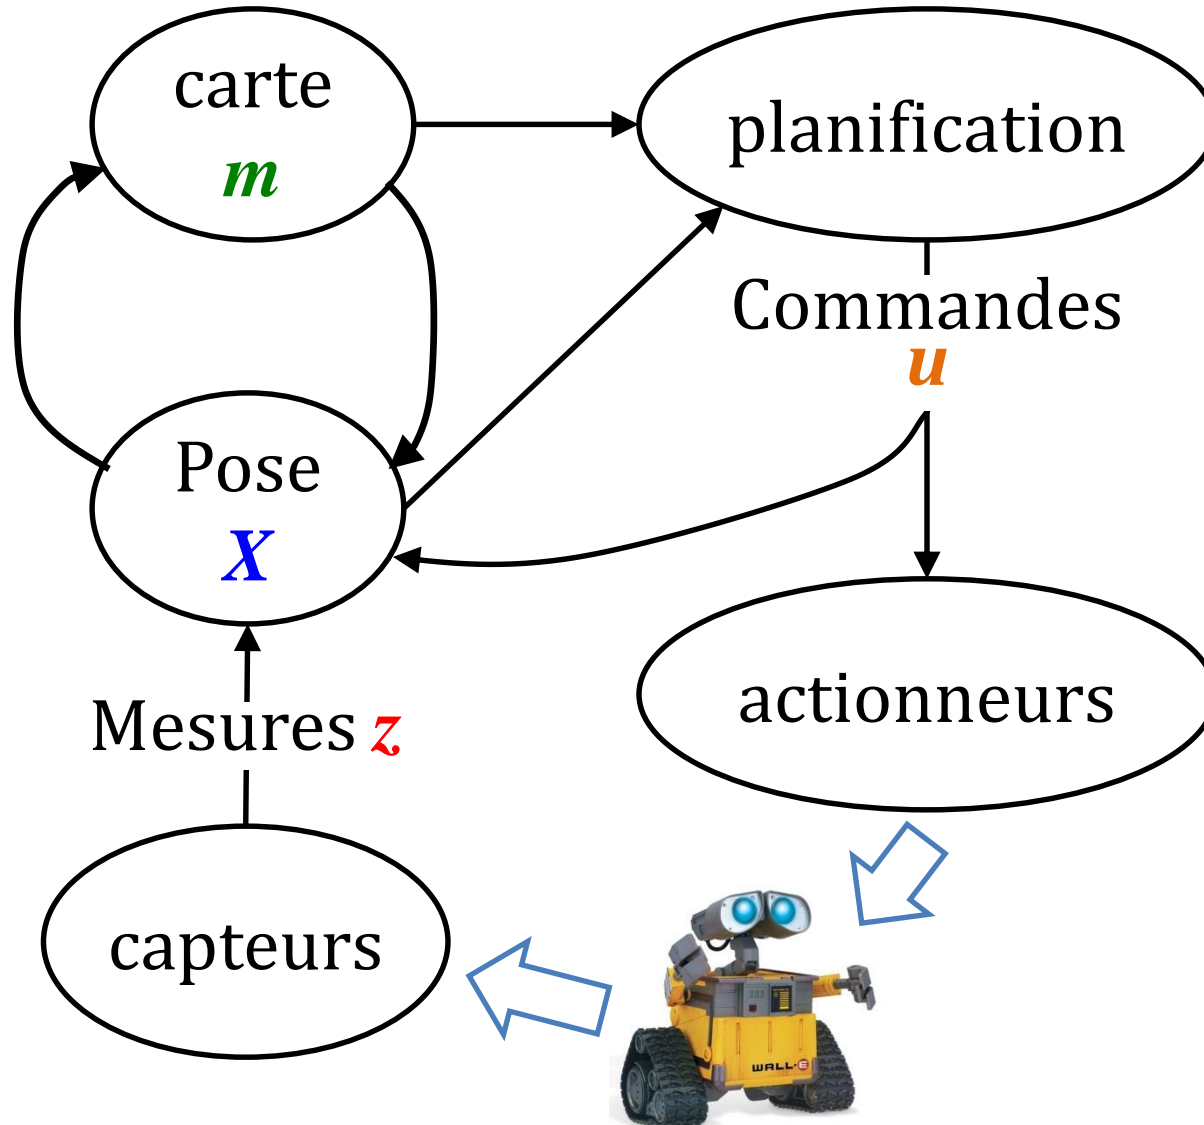 carte
m
planification
Commandes
u
Pose
X
actionneurs
Mesures z
capteurs
WALL·E